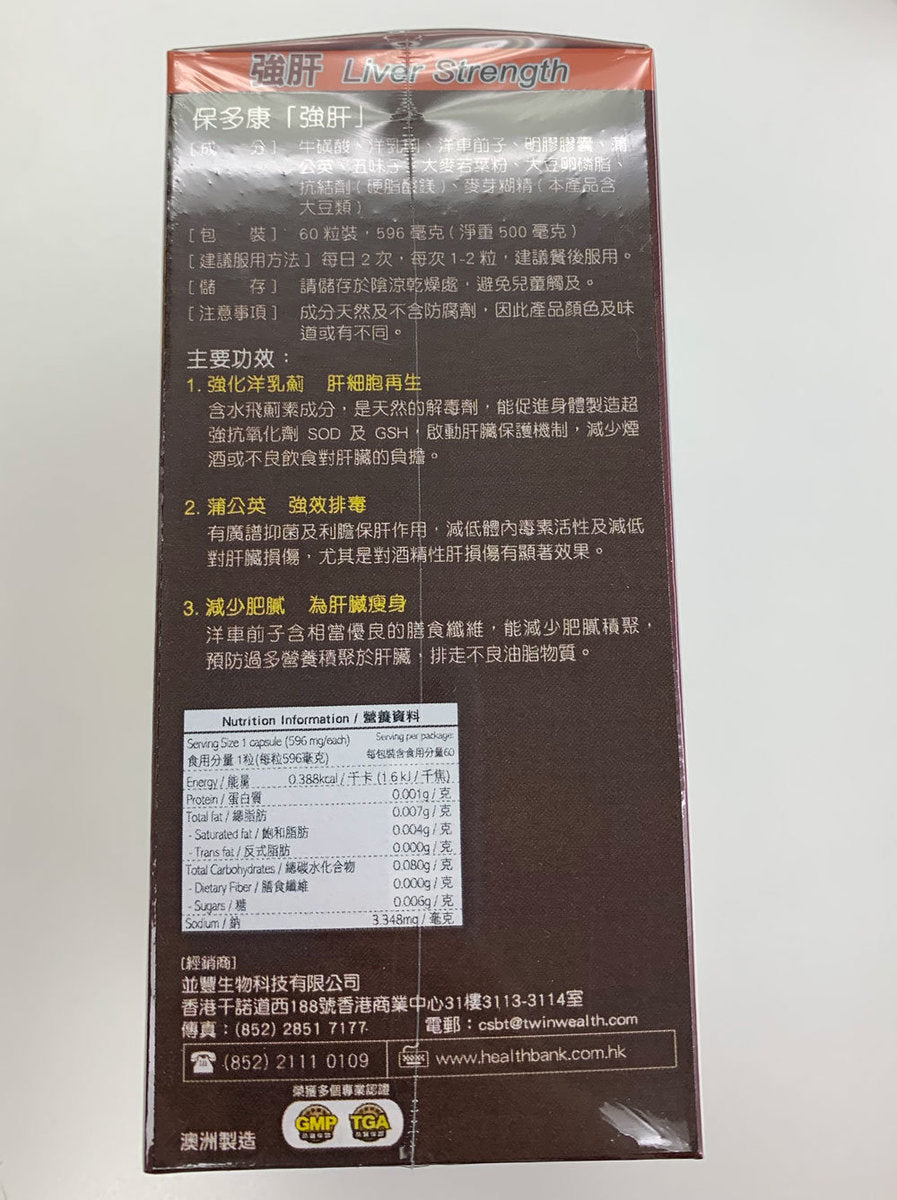 強肝 Liver Strength
保多康「強肝」
[成 分] 牛磺酸、洋乳薊、洋車前子、明膠膠囊、蒲
公英、五味子、大麥若葉粉、大豆卵磷脂、
抗結劑(硬脂酸鎂)、麥芽糊精(本產品含
大豆類)
[包 裝] 60 粒裝,596 毫克(淨重 500 毫克)
[建議服用方法] 每日 2 次,每次 1-2 粒,建議餐後服用。
[儲 存] 請儲存於陰涼乾燥處,避免兒童觸及。
[注意事項] 成分天然及不含防腐劑,因此產品顏色及味
道或有不同。
主要功效:
1. 強化洋乳薊 肝細胞再生
含水飛薊素成分,是天然的解毒劑,能促進身體製造超
強抗氧化劑 SOD 及 GSH,啟動肝臟保護機制,減少煙
酒或不良飲食對肝臟的負擔。
2. 蒲公英 強效排毒
有廣譜抑菌及利膽保肝作用,減低體內毒素活性及減低
對肝臟損傷,尤其是對酒精性肝損傷有顯著效果。
3. 減少肥膩 為肝臟瘦身
洋車前子含相當優良的膳食纖維,能減少肥膩積聚,
預防過多營養積聚於肝臟,排走不良油脂物質。
Nutrition Information / 營養資料
Serving Size 1 capsule (596 mg/each) Serving per package:
食用分量 1粒(每粒596毫克) 每包裝含食用分量60
Energy / 能量 0.388kcal / 千卡 (1.6 kJ / 千焦)
Protein / 蛋白質 0.001g / 克
Total fat / 總脂肪 0.007g / 克
- Saturated fat / 飽和脂肪 0.004g / 克
- Trans fat / 反式脂肪 0.000g / 克
Total Carbohydrates / 總碳水化合物 0.080g / 克
- Dietary Fiber / 膳食纖維 0.000g / 克
- Sugars / 糖 0.006g / 克
Sodium / 鈉 3.348mg / 毫克
[經銷商]
並豐生物科技有限公司
香港干諾道西188號香港商業中心31樓3113-3114室
傳真:(852) 2851 7177 電郵:csbt@twinwealth.com
(852) 2111 0109 www.healthbank.com.hk
榮獲多個專業認證
GMP TGA
品質保證 品質保證
澳洲製造